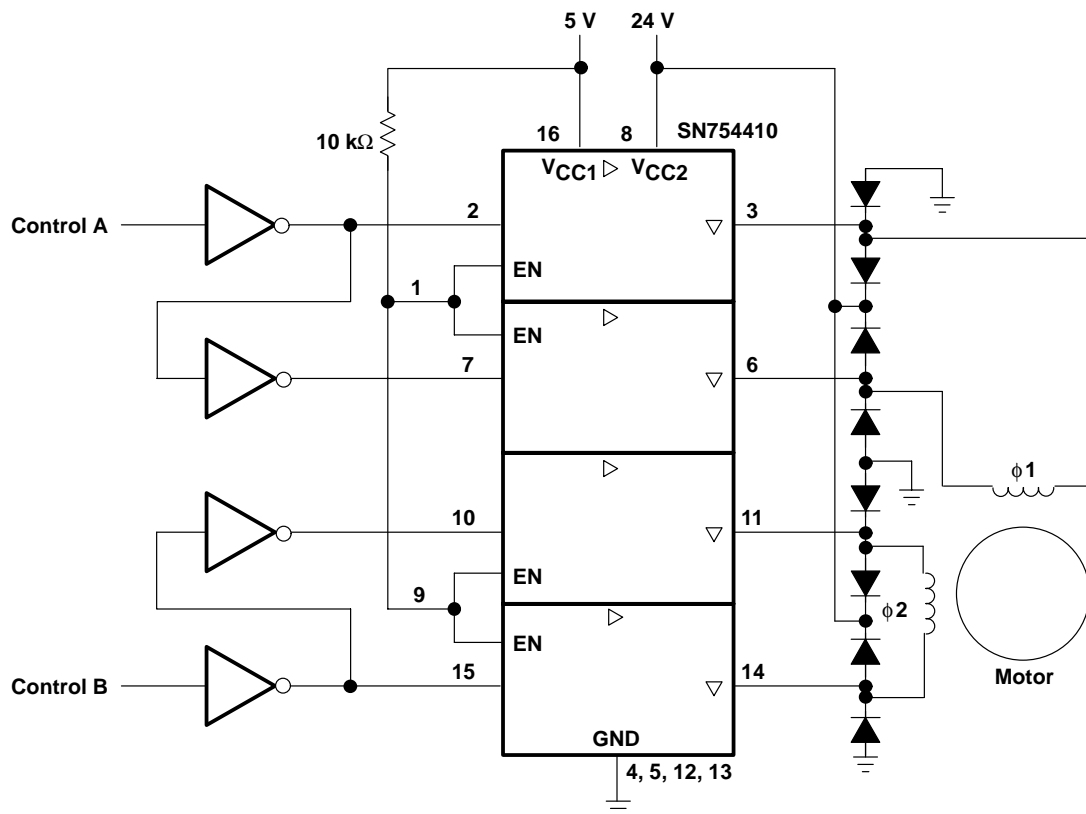 5 V
24 V
10 kΩ
16
8
SN754410
VCC1
VCC2
Control A
2
3
EN
1
EN
7
6
ϕ1
10
11
EN
9
ϕ2
EN
Control B
15
14
Motor
GND
4, 5, 12, 13